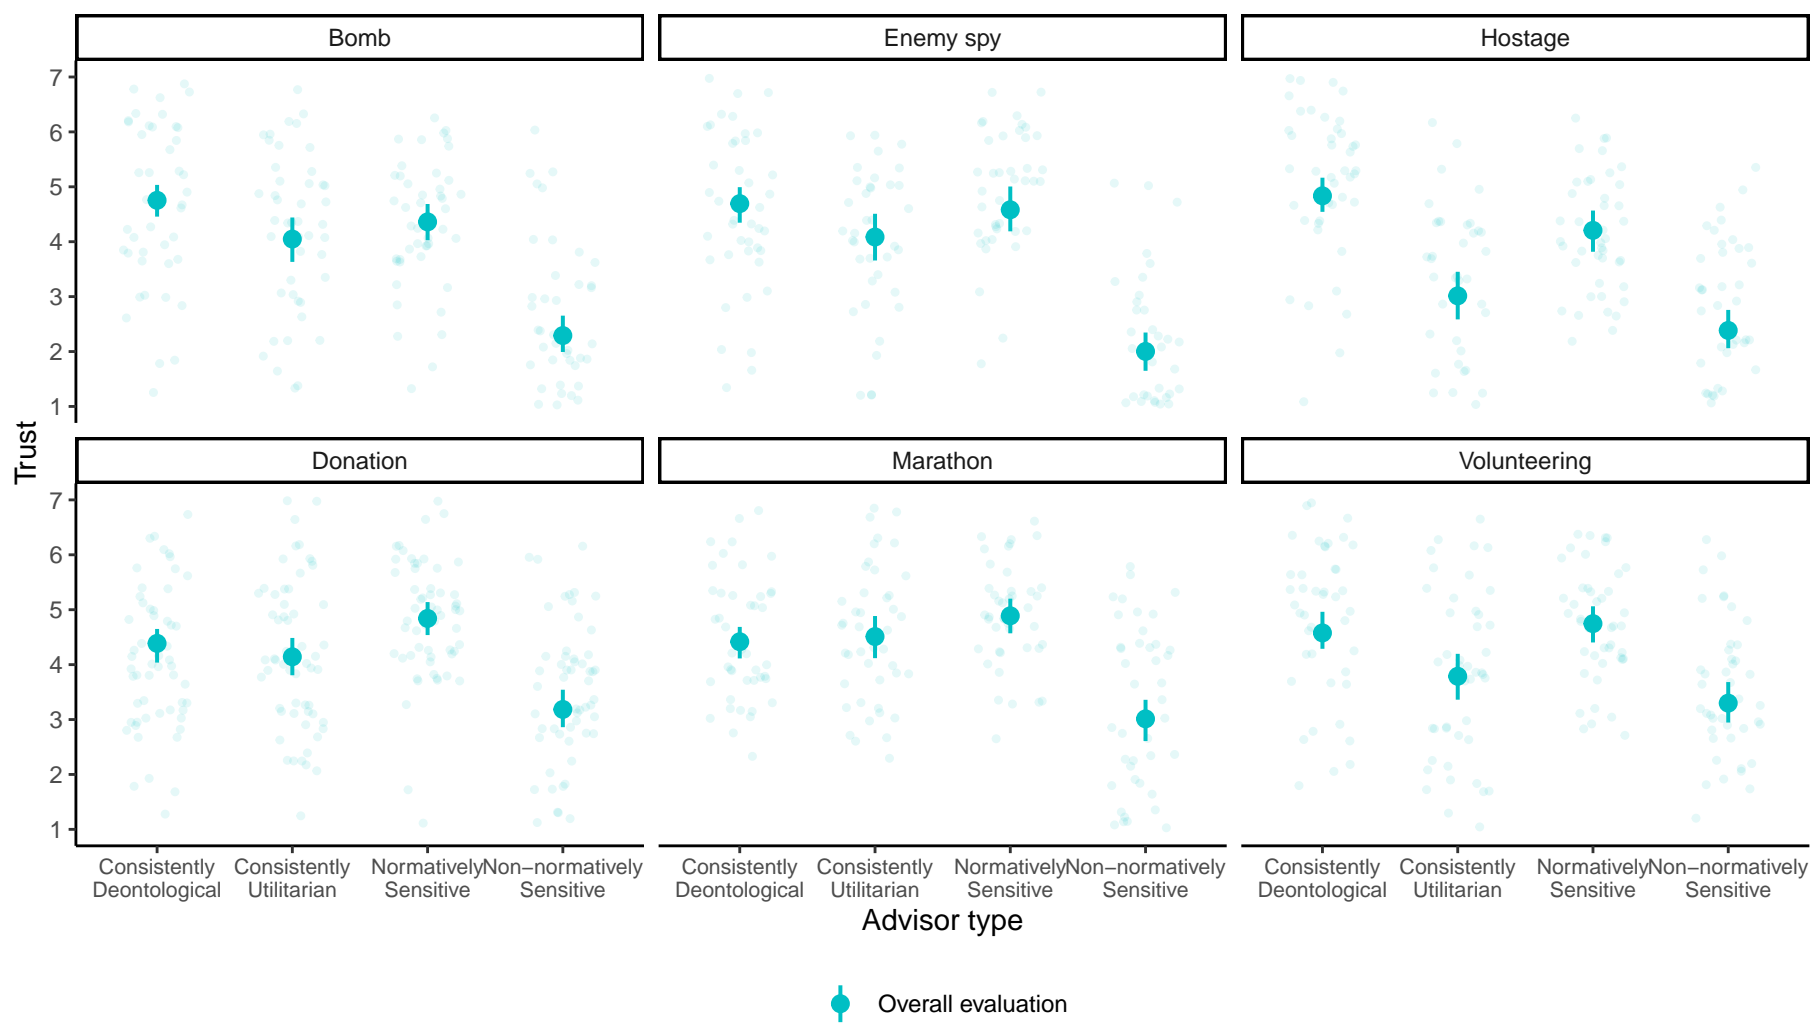 Bomb
Enemy spy
Hostage
7
6
5
4
3
2
1
Trust
Donation
Marathon
Volunteering
7
6
5
4
3
2
1
Consistently Deontological
Consistently Utilitarian
Normatively Sensitive
Non−normatively Sensitive
Consistently Deontological
Consistently Utilitarian
Normatively Sensitive
Non−normatively Sensitive
Consistently Deontological
Consistently Utilitarian
Normatively Sensitive
Non−normatively Sensitive
Advisor type
Overall evaluation